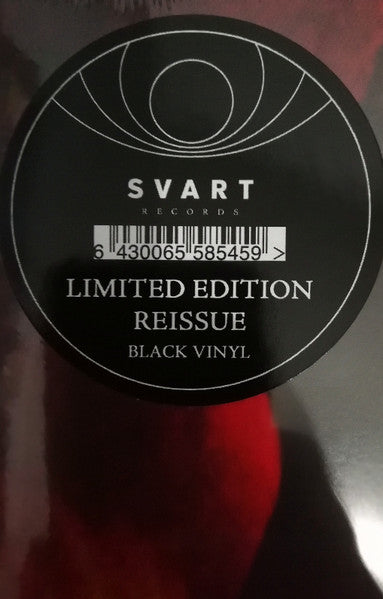 SVART
RECORDS
6 430065 585459 >
LIMITED EDITION
REISSUE
BLACK VINYL